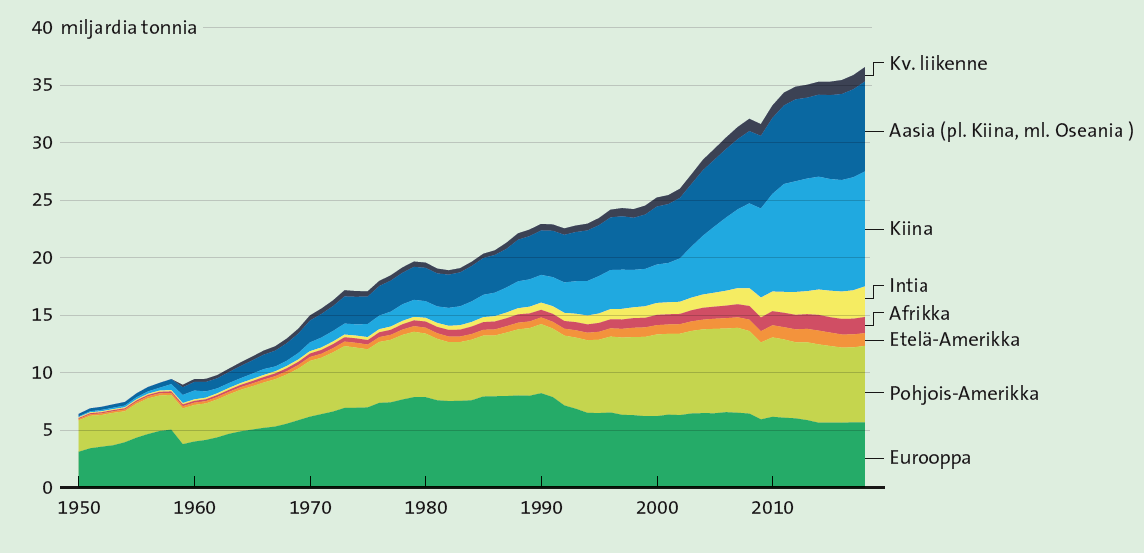 40 miljardia tonnia
35
30
25
20
15
10
5
0
1950 1960 1970 1980 1990 2000 2010
Kv. liikenne
Aasia (pl. Kiina, ml. Oseania )
Kiina
Intia
Afrikka
Etelä-Amerikka
Pohjois-Amerikka
Eurooppa